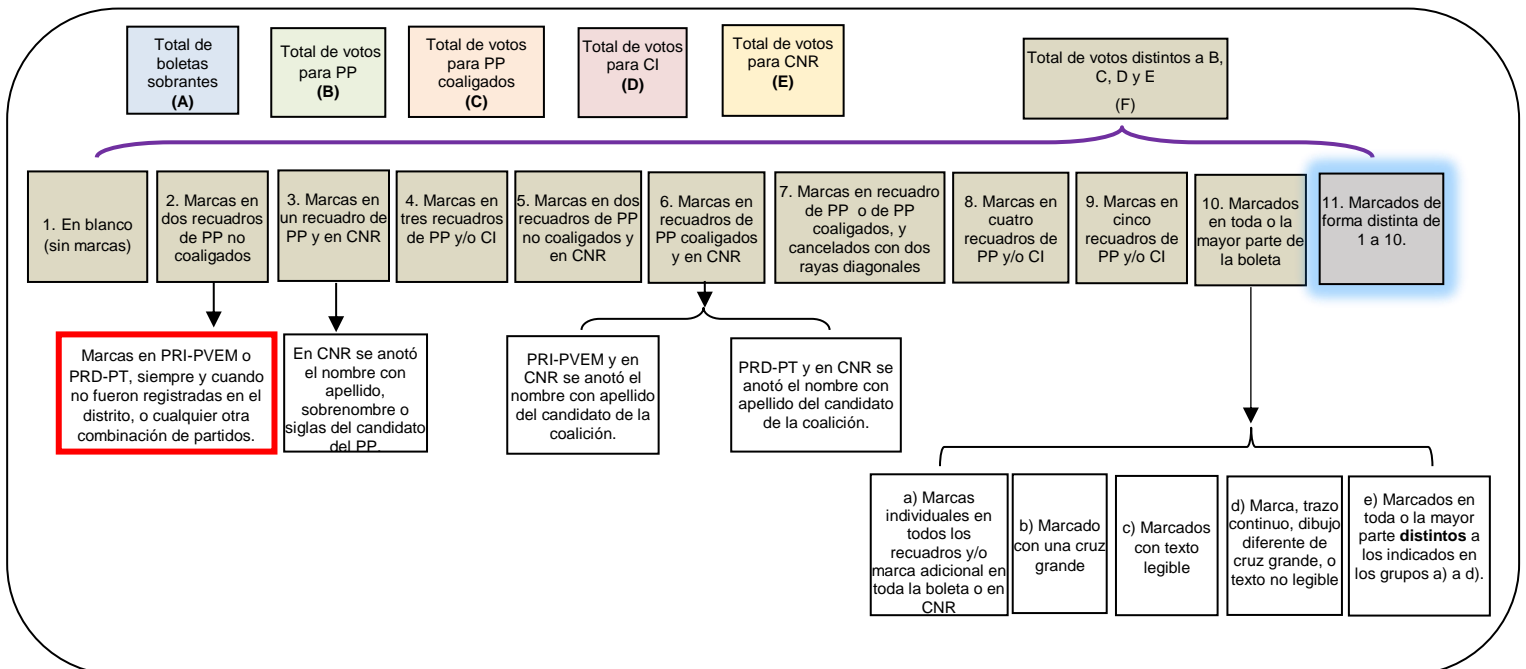 Total de
boletas
sobrantes
(A)
Total de votos
para PP
(B)
Total de votos
para PP
coaligados
(C)
Total de votos
para CI
(D)
Total de votos
para CNR
(E)
Total de votos distintos a B,
C, D y E
(F)
1. En blanco
(sin marcas)
2. Marcas en
dos recuadros
de PP no
coaligados
3. Marcas en
un recuadro de
PP y en CNR
4. Marcas en
tres recuadros
de PP y/o CI
5. Marcas en dos
recuadros de PP
no coaligados y
en CNR
6. Marcas en
recuadros de
PP coaligados
y en CNR
7. Marcas en recuadro
de PP o de PP
coaligados, y
cancelados con dos
rayas diagonales
8. Marcas en
cuatro
recuadros de
PP y/o CI
9. Marcas en
cinco
recuadros de
PP y/o CI
10. Marcados
en toda o la
mayor parte de
la boleta
11. Marcados de
forma distinta de
1 a 10.
Marcas en PRI-PVEM o
PRD-PT, siempre y cuando
no fueron registradas en el
distrito, o cualquier otra
combinación de partidos.
En CNR se anotó
el nombre con
apellido,
sobrenombre o
siglas del candidato
del PP.
PRI-PVEM y en
CNR se anotó el
nombre con apellido
del candidato de la
coalición.
PRD-PT y en CNR se
anotó el nombre con
apellido del candidato
de la coalición.
a) Marcas
individuales en
todos los
recuadros y/o
marca adicional en
toda la boleta o en
CNR
b) Marcado
con una cruz
grande
c) Marcados
con texto
legible
d) Marca, trazo
continuo, dibujo
diferente de
cruz grande, o
texto no legible
e) Marcados en
toda o la mayor
parte distintos a
los indicados en
los grupos a) a d).